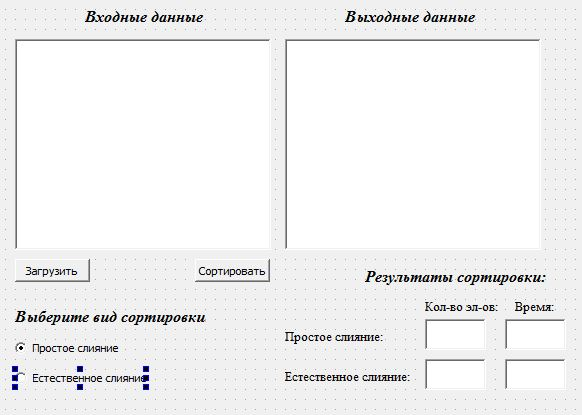 Входные данные
Выходные данные
Загрузить
Сортировать
Результаты сортировки:
Выберите вид сортировки
Кол-во эл-ов:
Время:
Простое слияние
Простое слияние:
Естественное слияние
Естественное слияние: